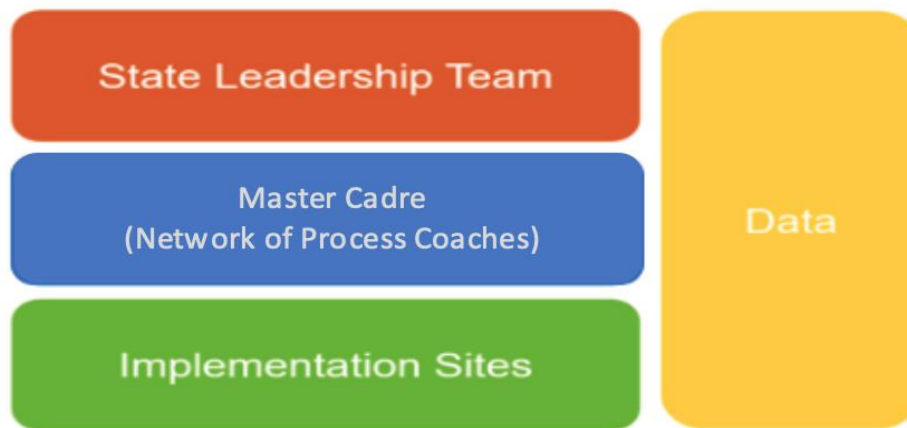 State Leadership Team
Master Cadre
(Network of Process Coaches)
Data
Implementation Sites